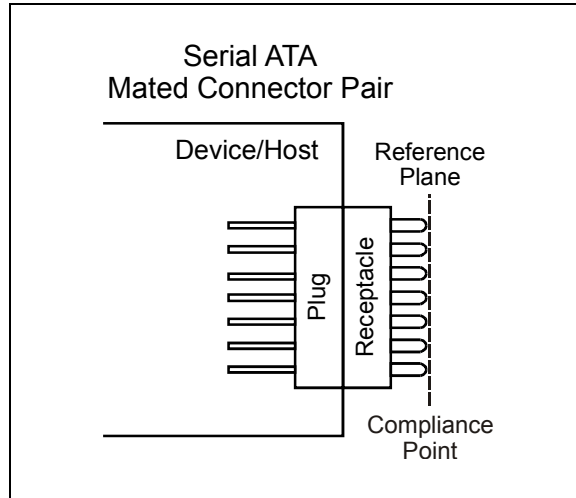 Serial ATA
Mated Connector Pair
Device/Host
Reference
Plane
Plug
Receptacle
Compliance
Point